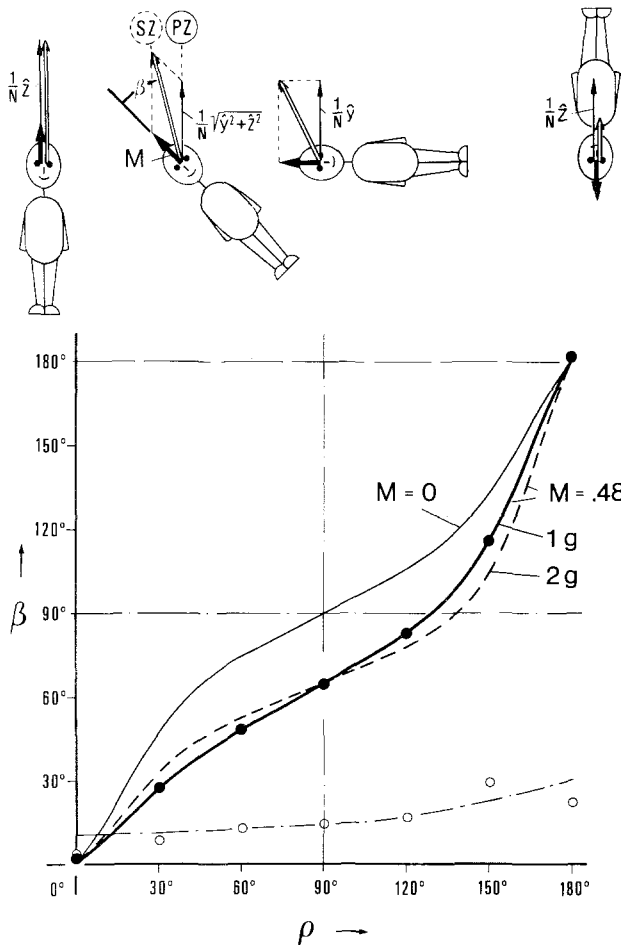 SZ PZ
1/N ẑ
β
1/N √ŷ²+ẑ²
M
1/N ŷ
1/N ẑ
180°
150°
M = 0
M = .48
120°
1 g
2 g
β
90°
60°
30°
0°
30°
60°
90°
120°
150°
180°
ρ